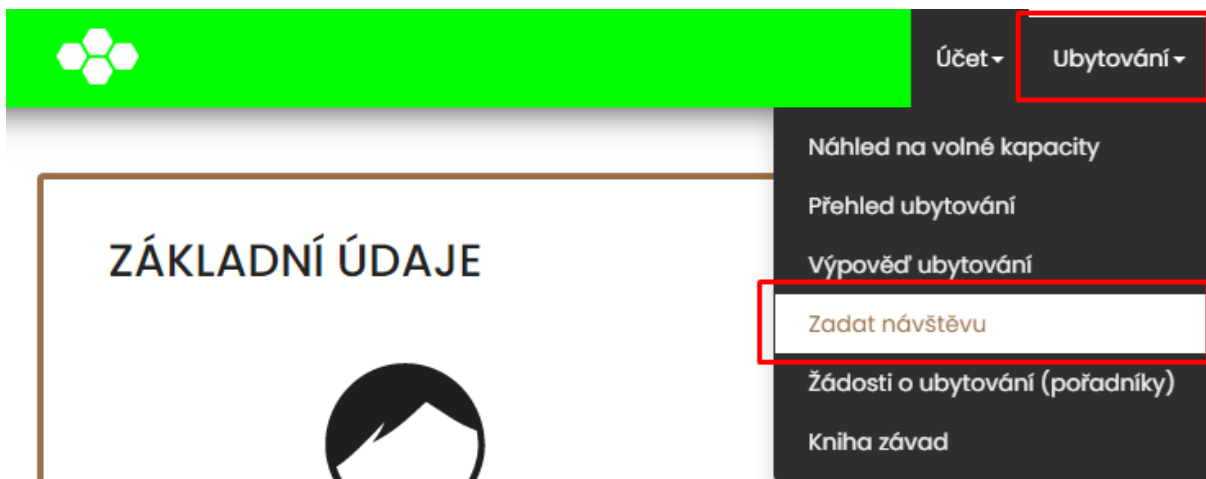 Účet
Ubytování
Náhled na volné kapacity
Přehled ubytování
ZÁKLADNÍ ÚDAJE
Výpověď ubytování
Zadat návštěvu
Žádosti o ubytování (pořadníky)
Kniha závad